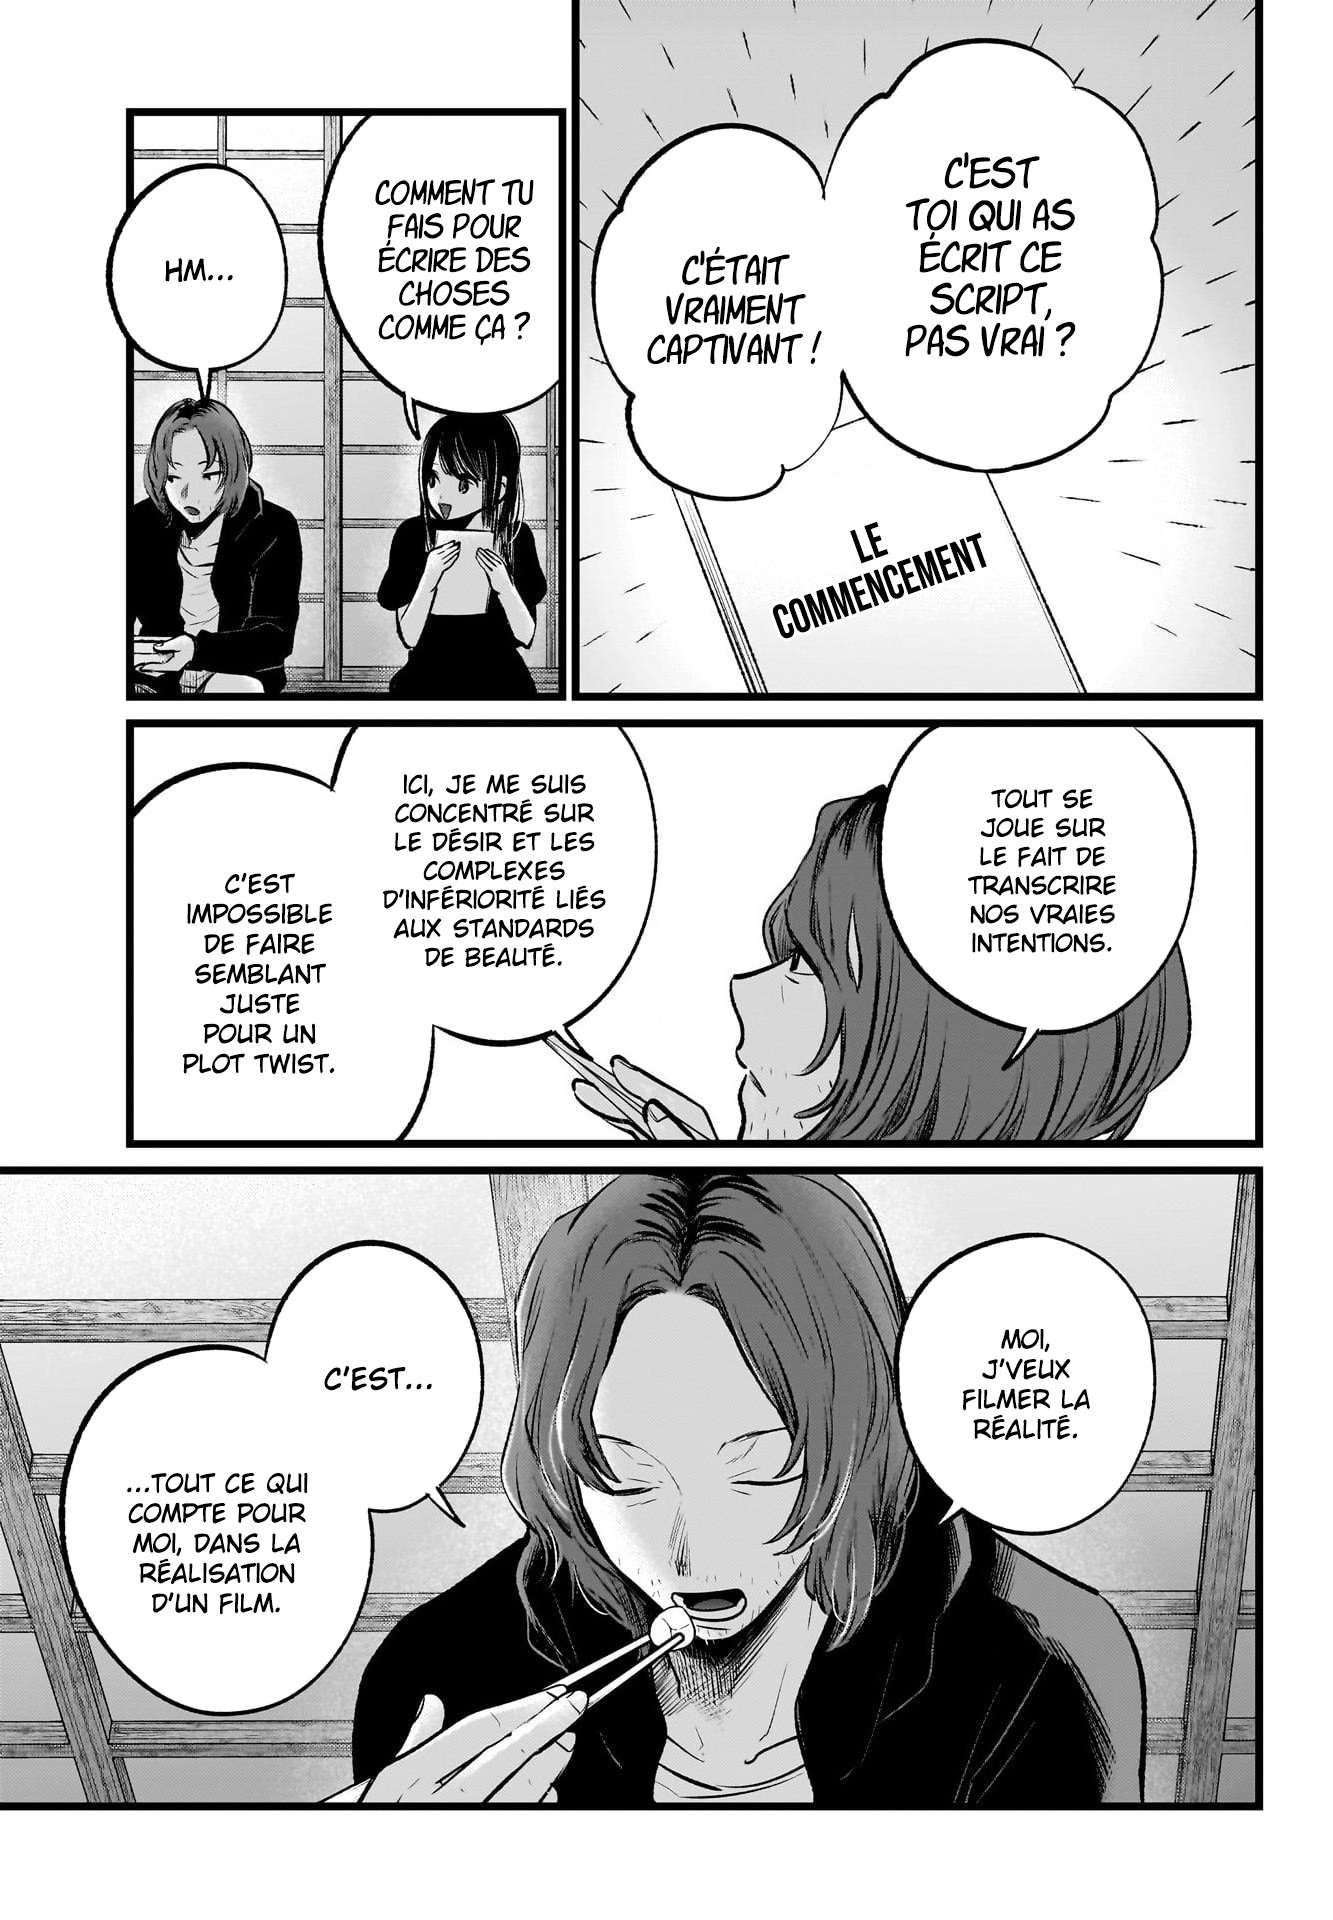 C'EST
TOI QUI AS
ÉCRIT CE
SCRIPT,
PAS VRAI ?
C'ÉTAIT
VRAIMENT
CAPTIVANT !
LE
COMMENCEMENT
COMMENT TU
FAIS POUR
ÉCRIRE DES
CHOSES
COMME ÇA ?
HM...
TOUT SE
JOUE SUR
LE FAIT DE
TRANSCRIRE
NOS VRAIES
INTENTIONS.
ICI, JE ME SUIS
CONCENTRÉ SUR
LE DÉSIR ET LES
COMPLEXES
D'INFÉRIORITÉ LIÉS
AUX STANDARDS
DE BEAUTÉ.
C'EST
IMPOSSIBLE
DE FAIRE
SEMBLANT
JUSTE
POUR UN
PLOT TWIST.
MOI,
J'VEUX
FILMER LA
RÉALITÉ.
C'EST...
...TOUT CE QUI
COMPTE POUR
MOI, DANS LA
RÉALISATION
D'UN FILM.